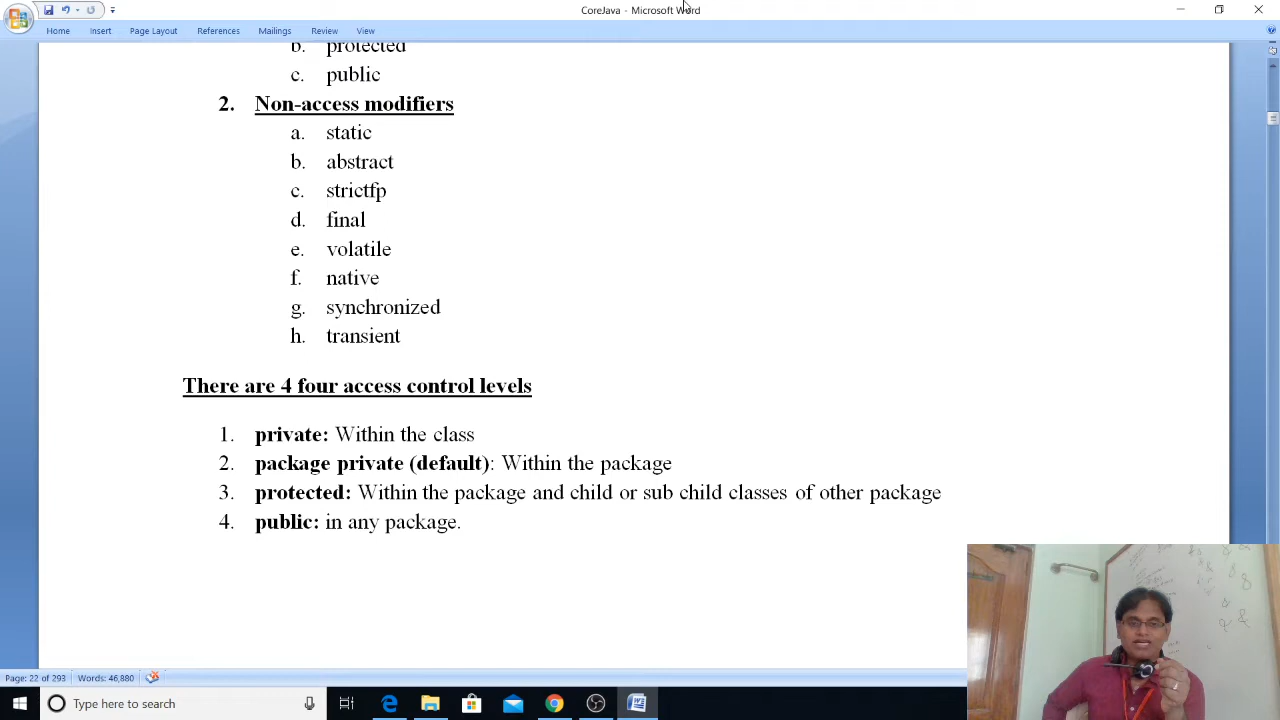 CoreJava - Microsoft Word
Home Insert Page Layout References Mailings Review View
b. protected
c. public
2. Non-access modifiers
a. static
b. abstract
c. strictfp
d. final
e. volatile
f. native
g. synchronized
h. transient
There are 4 four access control levels
1. private: Within the class
2. package private (default): Within the package
3. protected: Within the package and child or sub child classes of other package
4. public: in any package.
Page: 22 of 293 Words: 46,880
Type here to search